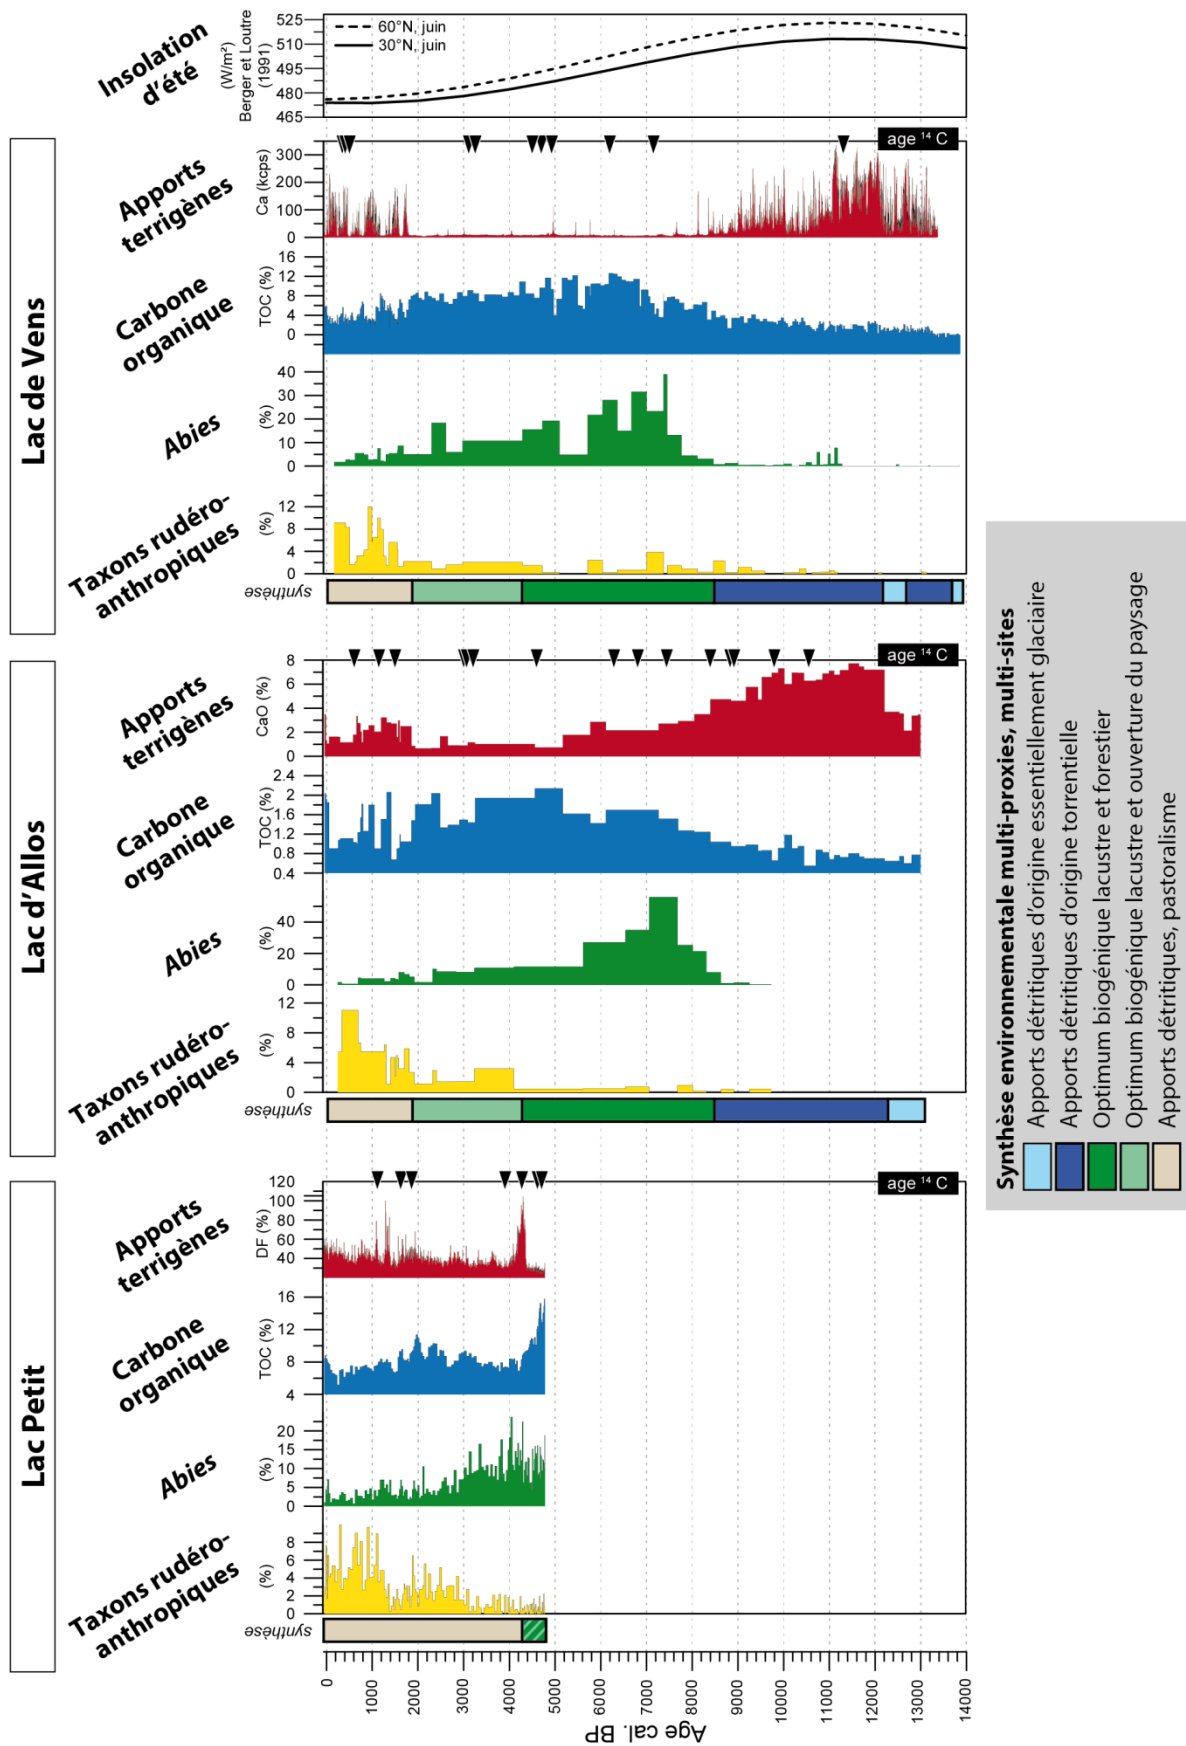 Insolation
d'été
(W/m²)
Berger et Loutre
(1991)
525
510
495
480
465
60°N, juin
30°N, juin
Lac de Vens
Apports
terrigènes
Ca (kcps)
300
200
100
0
age ¹⁴ C
Carbone
organique
TOC (%)
16
12
8
4
0
Abies
(%)
40
30
20
10
0
Taxons rudéro-
anthropiques
(%)
12
8
4
0
synthèse
Lac d'Allos
Apports
terrigènes
CaO (%)
8
6
4
2
0
age ¹⁴ C
Carbone
organique
TOC (%)
2.4
2
1.6
1.2
0.8
0.4
Abies
(%)
40
20
0
Taxons rudéro-
anthropiques
(%)
12
8
4
0
synthèse
Lac Petit
Apports
terrigènes
DF (%)
120
100
80
60
40
age ¹⁴ C
Carbone
organique
TOC (%)
16
12
8
4
Abies
(%)
20
15
10
5
0
Taxons rudéro-
anthropiques
(%)
8
6
4
2
0
synthèse
0
1000
2000
3000
4000
5000
6000
7000
8000
9000
10000
11000
12000
13000
14000
Age cal. BP
Synthèse environnementale multi-proxies, multi-sites
Apports détritiques d'origine essentiellement glaciaire
Apports détritiques d'origine torrentielle
Optimum biogénique lacustre et forestier
Optimum biogénique lacustre et ouverture du paysage
Apports détritiques, pastoralisme